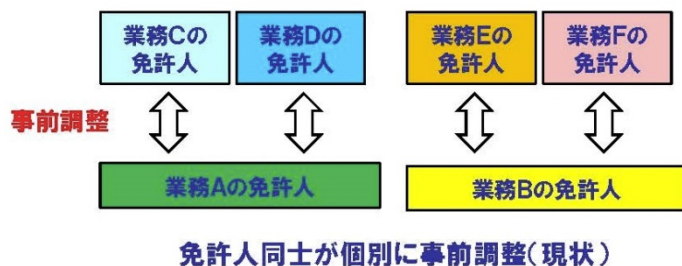 業務Cの
免許人
業務Dの
免許人
業務Eの
免許人
業務Fの
免許人
事前調整
業務Aの免許人
業務Bの免許人
免許人同士が個別に事前調整(現状)